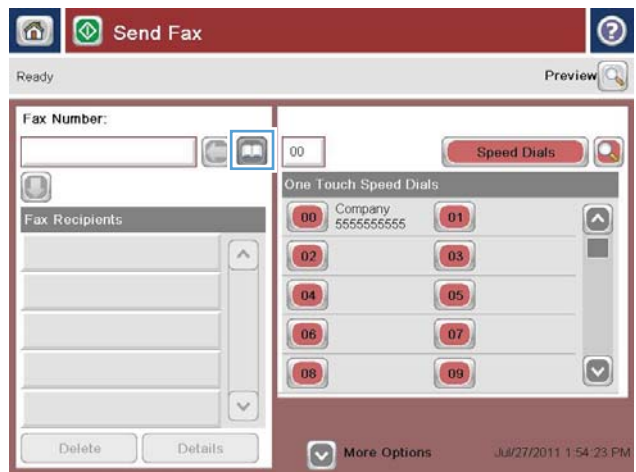 Send Fax
?
Ready
Preview
Fax Number:
00
Speed Dials
One Touch Speed Dials
00 Company 01
5555555555
Fax Recipients
02 03
04 05
06 07
08 09
Delete Details
More Options
Jul/27/2011 1:54:23 PM